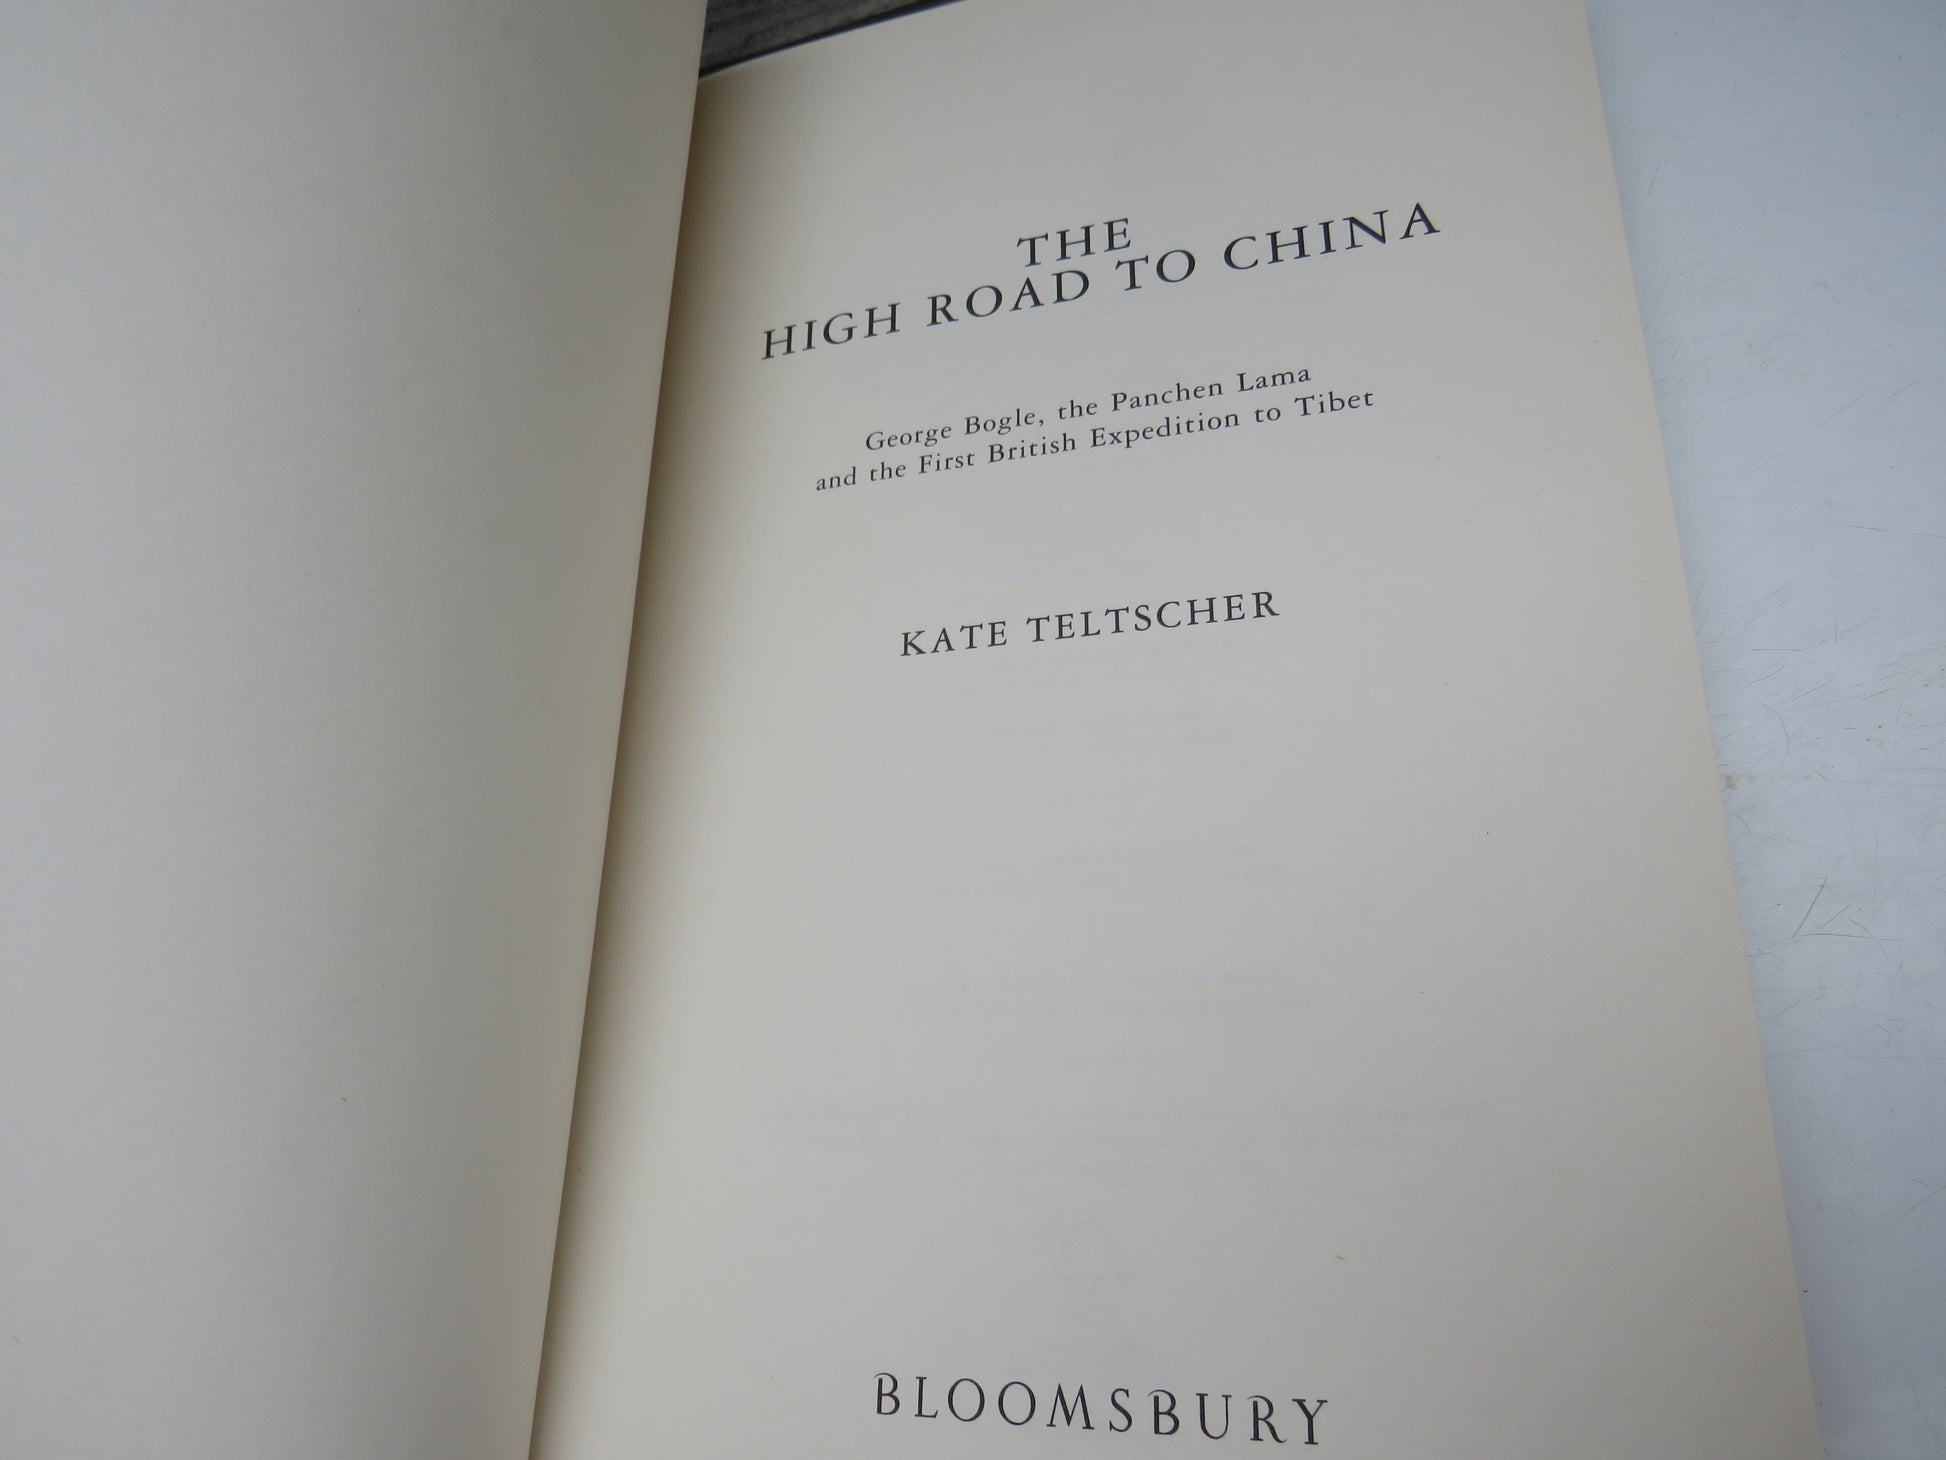 THE
HIGH ROAD TO CHINA
George Bogle, the Panchen Lama
and the First British Expedition to Tibet
KATE TELTSCHER
BLOOMSBURY